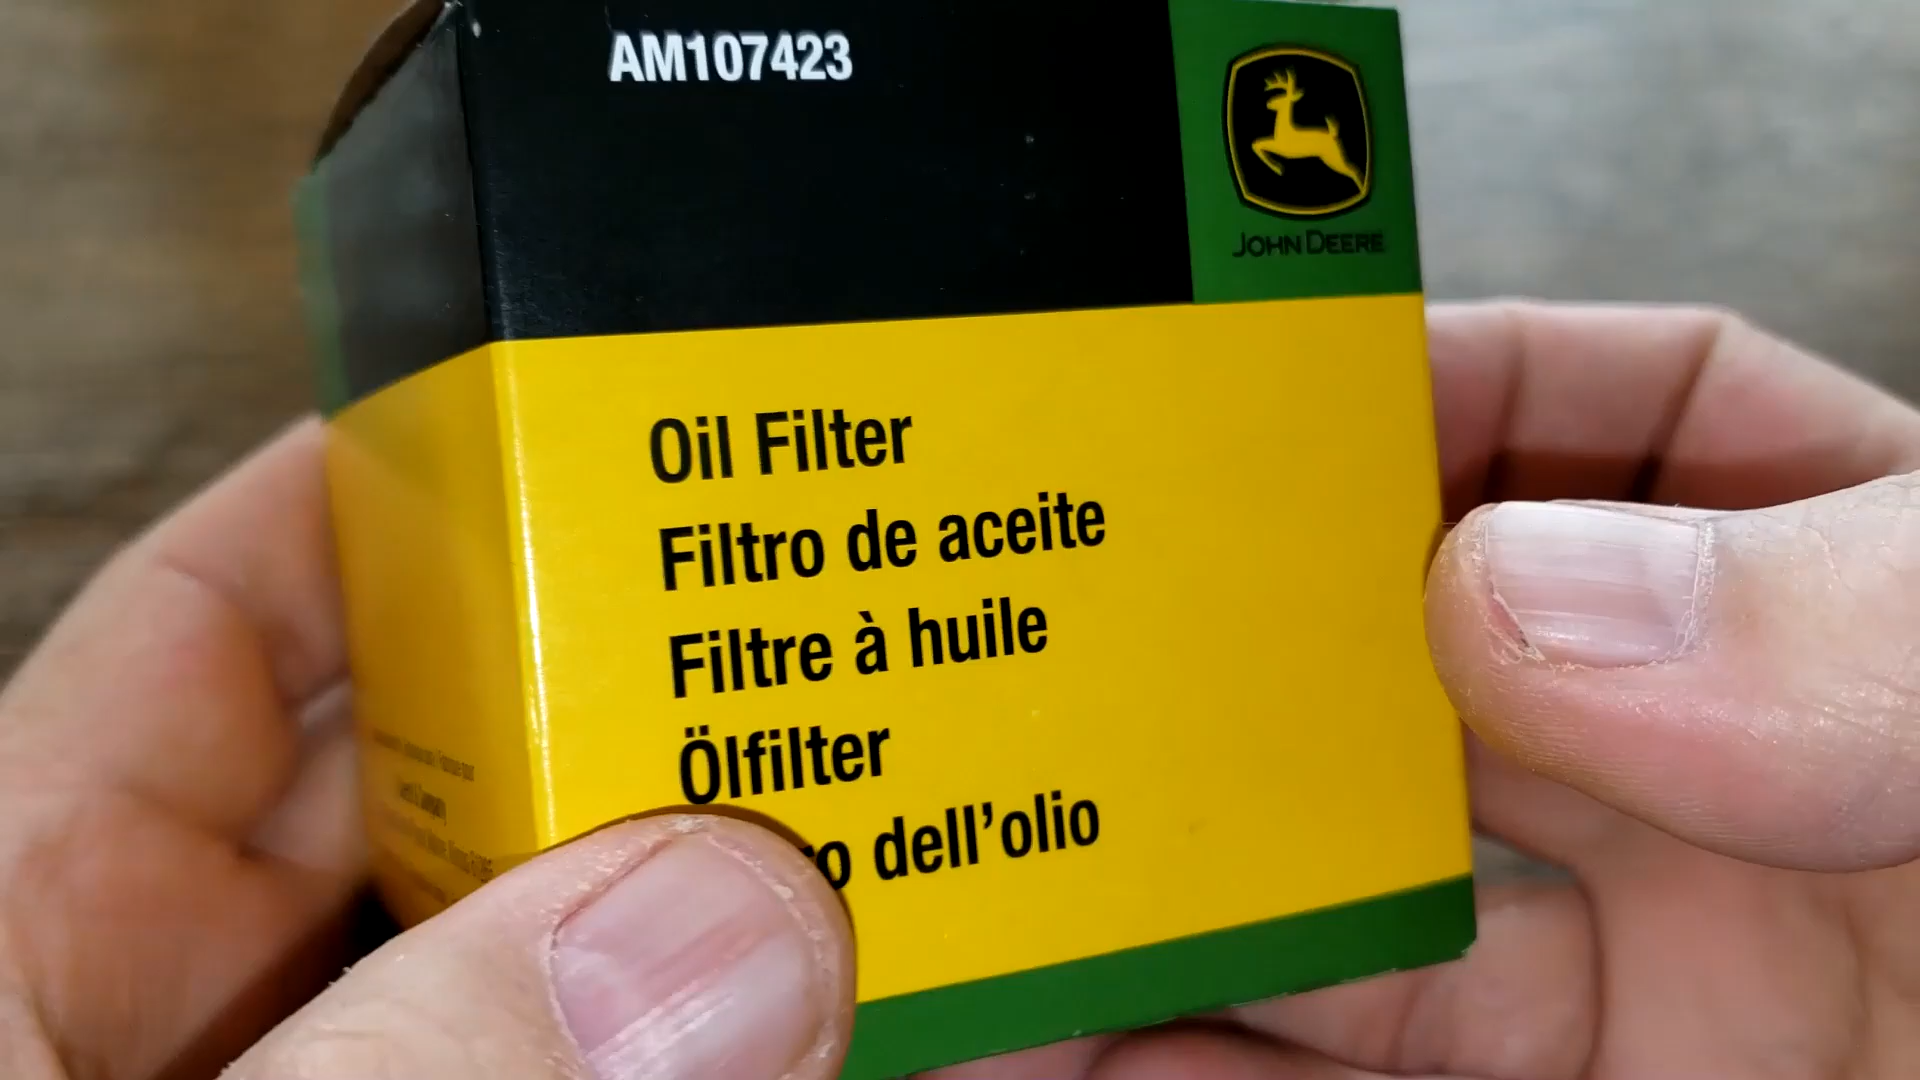 AM107423
JOHN DEERE
Oil Filter
Filtro de aceite
Filtre à huile
Ölfilter
dell'olio